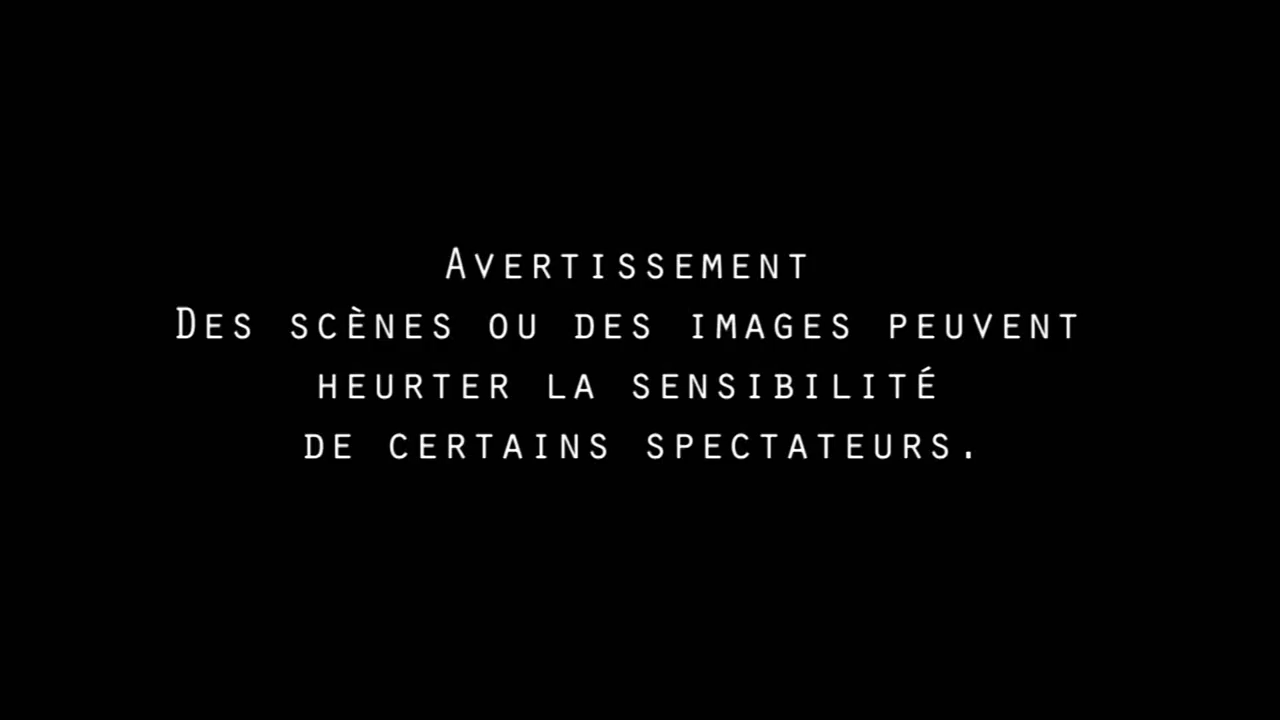 Avertissement
Des scènes ou des images peuvent
heurter la sensibilité
de certains spectateurs.